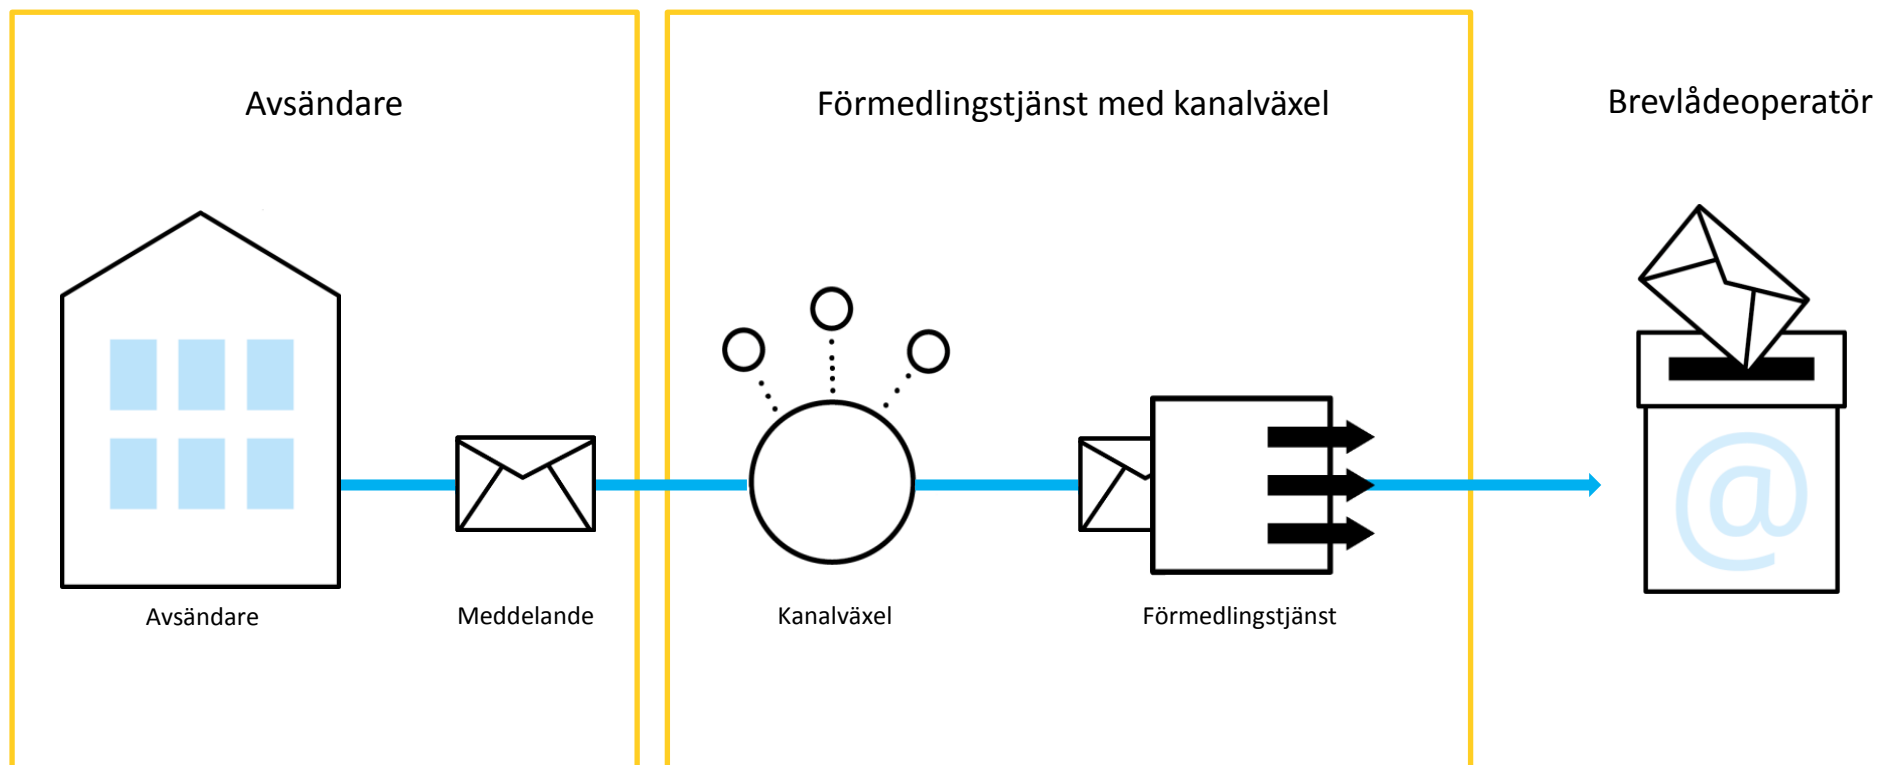 Avsändare
Förmedlingstjänst med kanalväxel
Brevlådeoperatör
@
Avsändare
Meddelande
Kanalväxel
Förmedlingstjänst